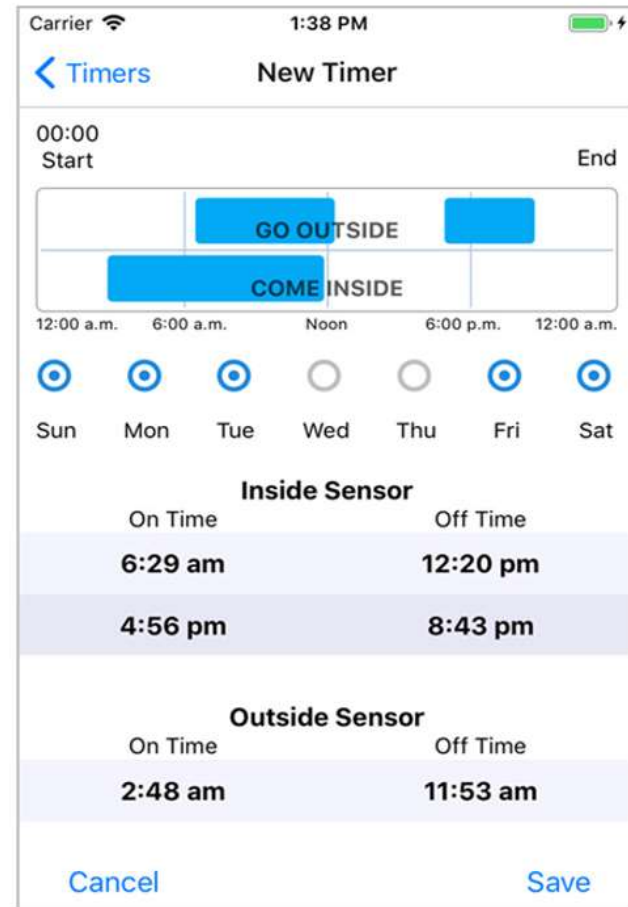 Carrier 1:38 PM
Timers New Timer
00:00
Start End
GO OUTSIDE
COME INSIDE
12:00 a.m. 6:00 a.m. Noon 6:00 p.m. 12:00 a.m.
Sun Mon Tue Wed Thu Fri Sat
Inside Sensor
On Time Off Time
6:29 am 12:20 pm
4:56 pm 8:43 pm
Outside Sensor
On Time Off Time
2:48 am 11:53 am
Cancel Save